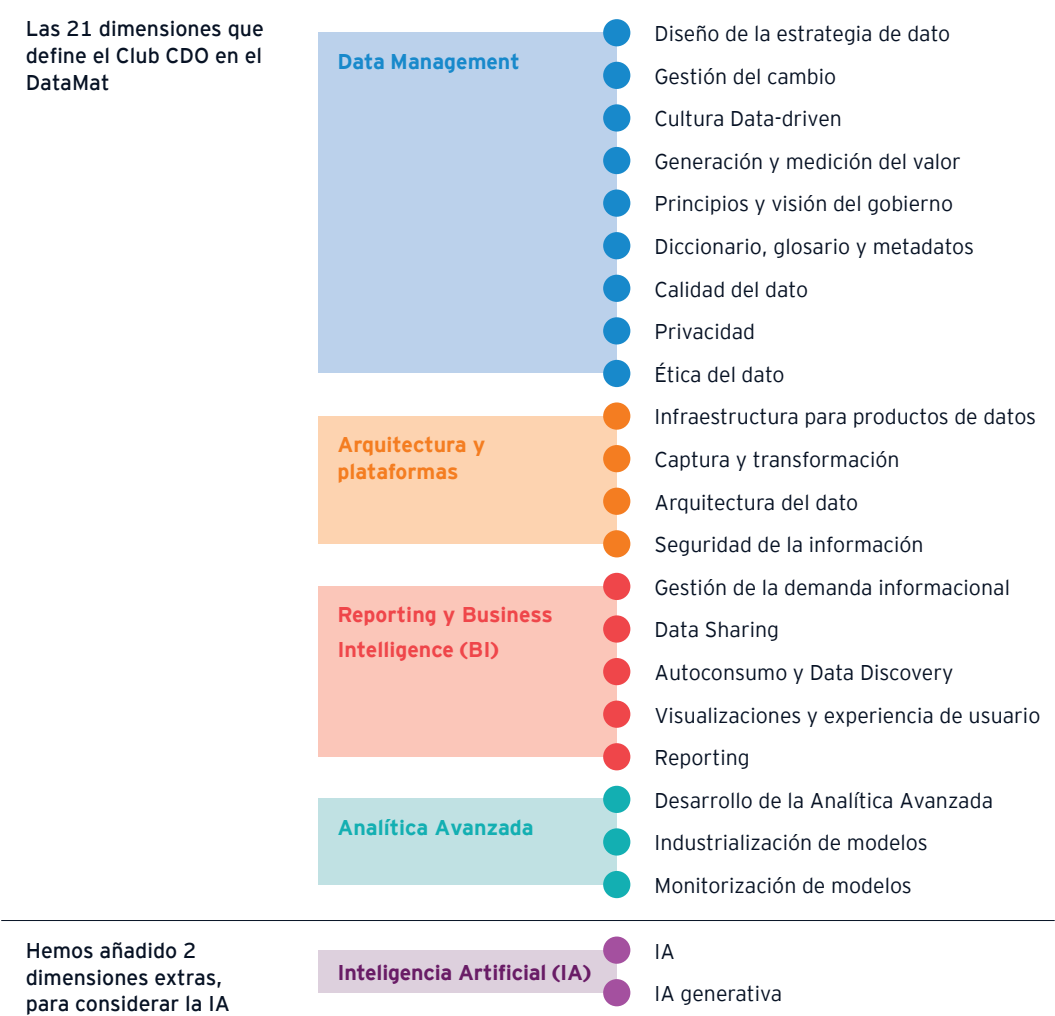 Las 21 dimensiones que
define el Club CDO en el
DataMat
Data Management
Diseño de la estrategia de dato
Gestión del cambio
Cultura Data-driven
Generación y medición del valor
Principios y visión del gobierno
Diccionario, glosario y metadatos
Calidad del dato
Privacidad
Ética del dato
Arquitectura y
plataformas
Infraestructura para productos de datos
Captura y transformación
Arquitectura del dato
Seguridad de la información
Reporting y Business
Intelligence (BI)
Gestión de la demanda informacional
Data Sharing
Autoconsumo y Data Discovery
Visualizaciones y experiencia de usuario
Reporting
Analítica Avanzada
Desarrollo de la Analítica Avanzada
Industrialización de modelos
Monitorización de modelos
Hemos añadido 2
dimensiones extras,
para considerar la IA
Inteligencia Artificial (IA)
IA
IA generativa